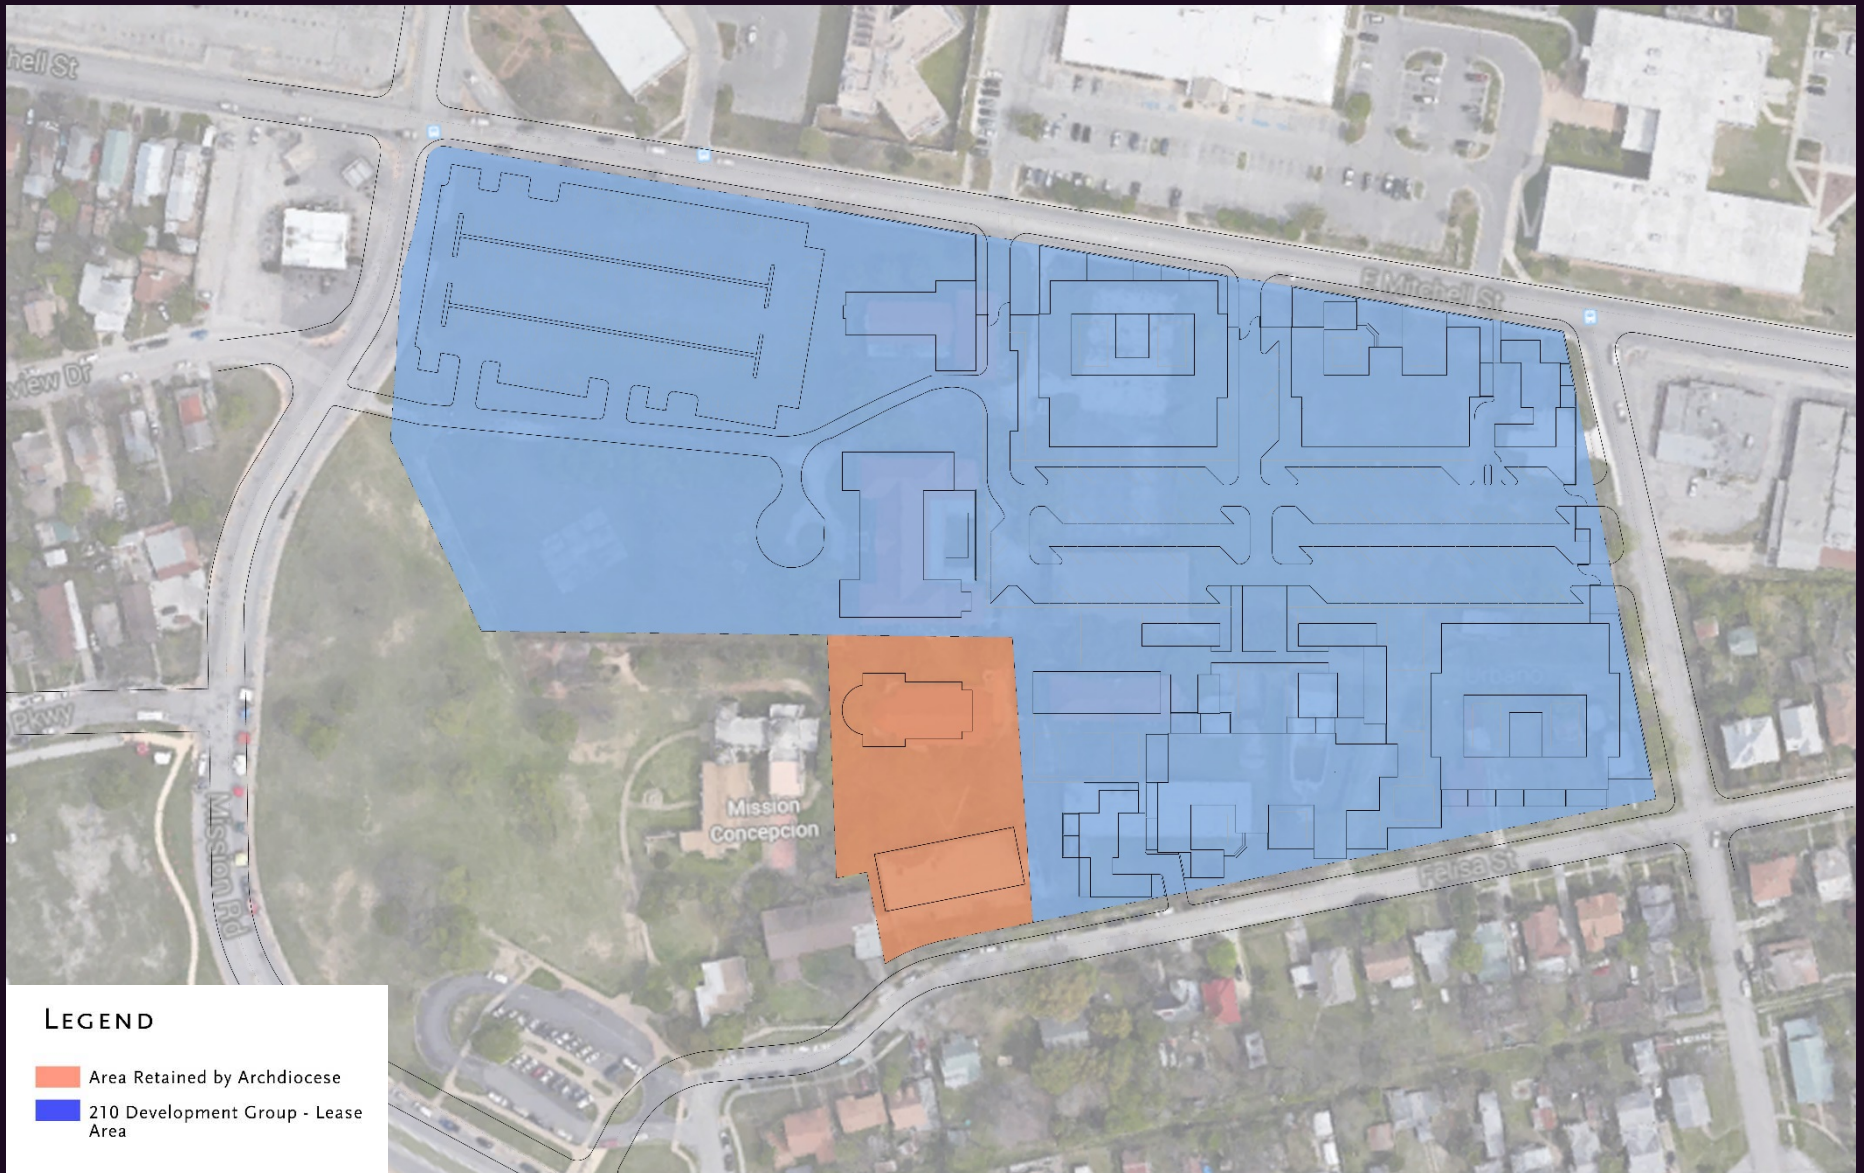 hell St
E Mitchell St
view Dr
Pkwy
Mission Rd
Mission
Concepcion
Felisa St
LEGEND
Area Retained by Archdiocese
210 Development Group - Lease
Area